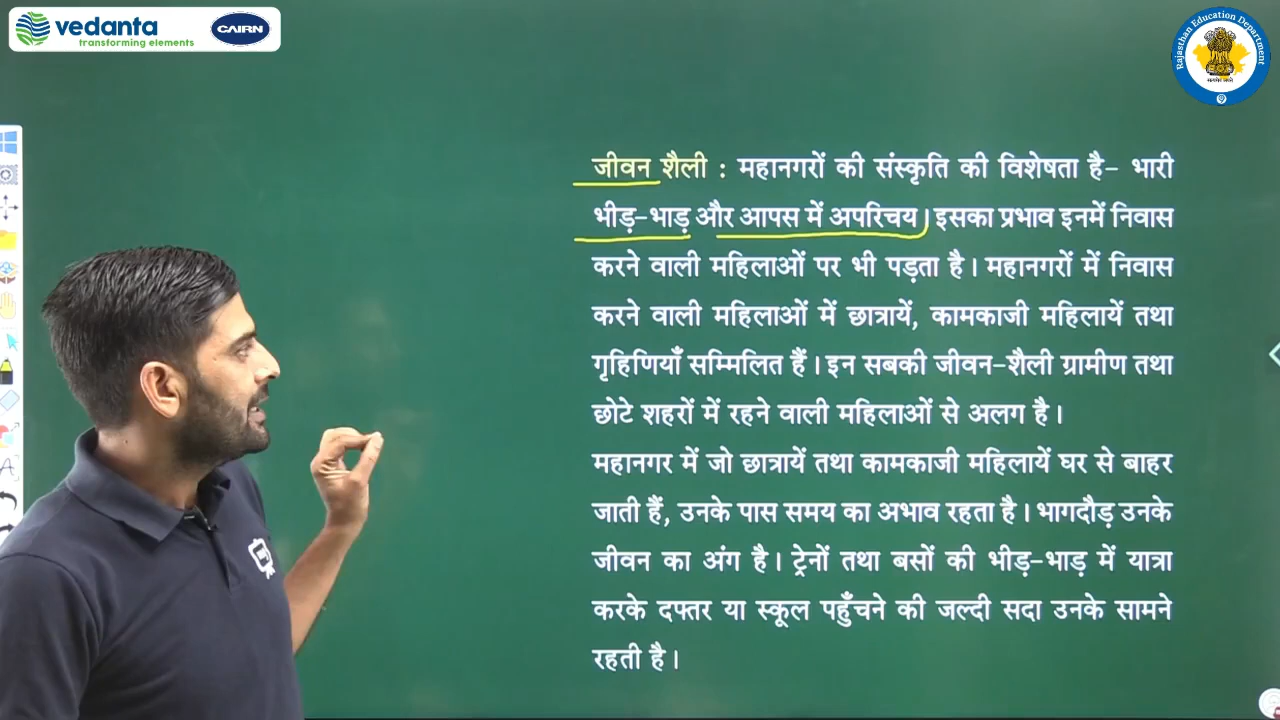 vedanta
transforming elements
CAIRN
Rajasthan Education Department
जीवन शैली : महानगरों की संस्कृति की विशेषता है- भारी
भीड़-भाड़ और आपस में अपरिचय। इसका प्रभाव इनमें निवास
करने वाली महिलाओं पर भी पड़ता है। महानगरों में निवास
करने वाली महिलाओं में छात्रायें, कामकाजी महिलायें तथा
गृहिणियाँ सम्मिलित हैं। इन सबकी जीवन-शैली ग्रामीण तथा
छोटे शहरों में रहने वाली महिलाओं से अलग है।
महानगर में जो छात्रायें तथा कामकाजी महिलायें घर से बाहर
जाती हैं, उनके पास समय का अभाव रहता है। भागदौड़ उनके
जीवन का अंग है। ट्रेनों तथा बसों की भीड़-भाड़ में यात्रा
करके दफ्तर या स्कूल पहुँचने की जल्दी सदा उनके सामने
रहती है।